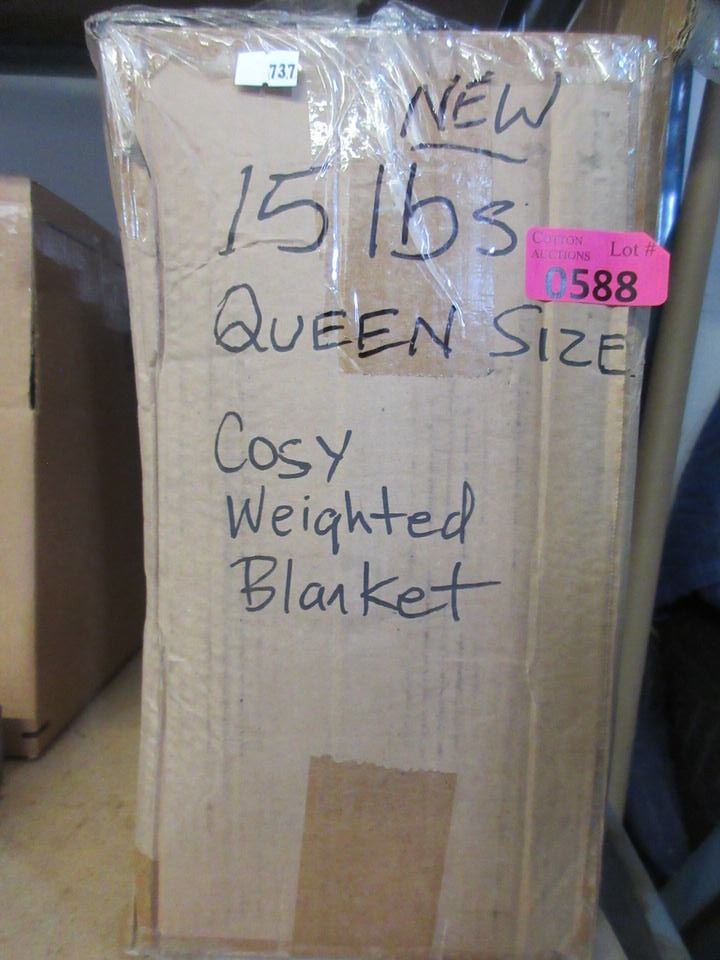 737
NEW
15 lbs
COTTON AUCTIONS Lot #
0588
QUEEN SIZE
Cosy
Weighted
Blanket